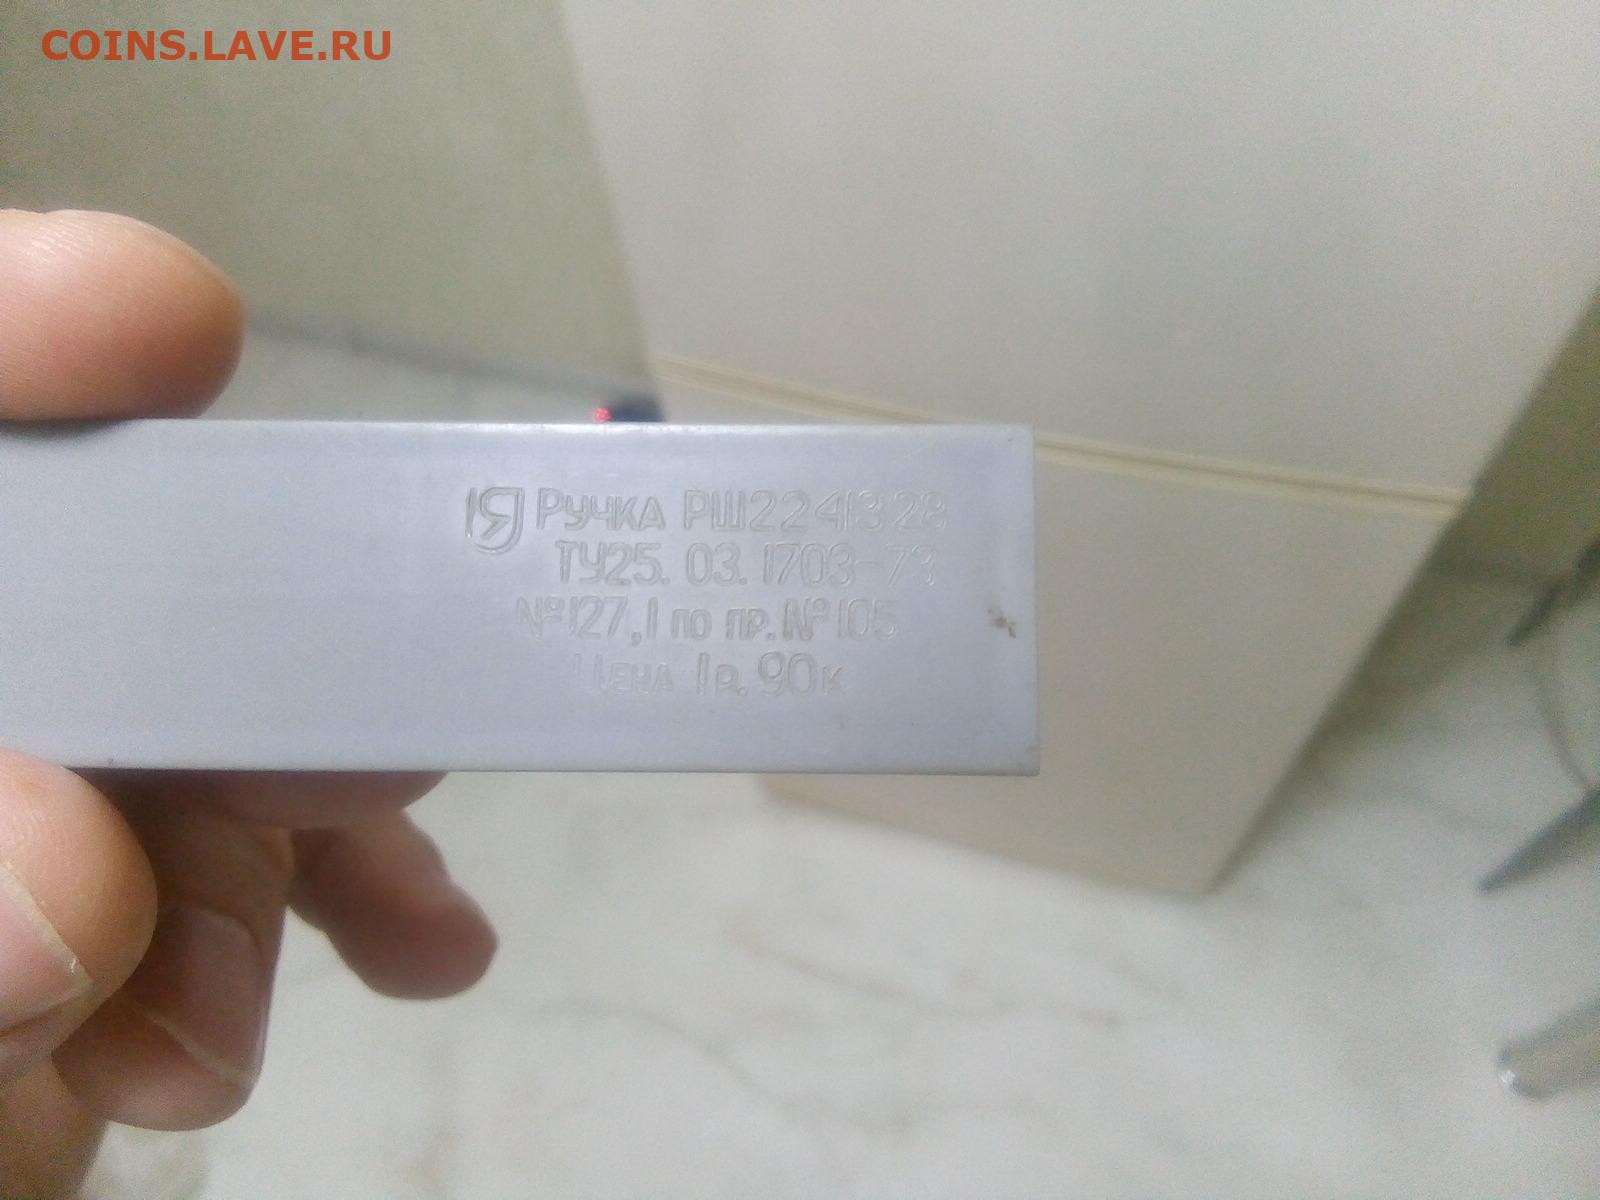 COINS.LAVE.RU
Ручка РШ2241328
ТУ25. 03. 1703-73
№127, 1 по пр. №105
Цена 1р. 90к